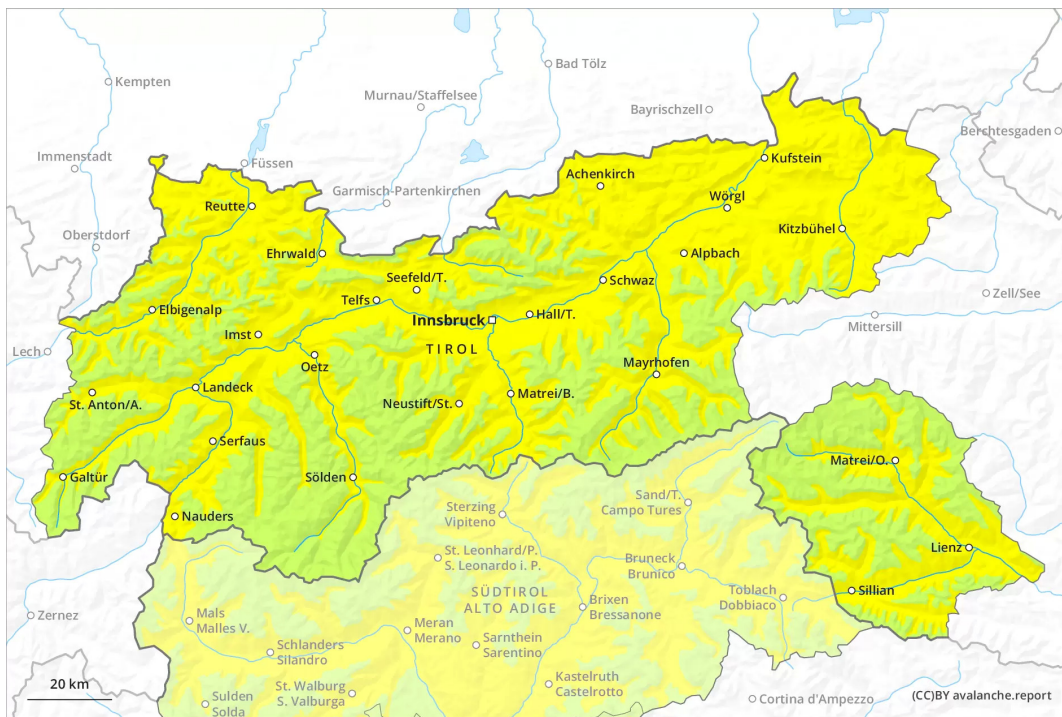 Kempten
Bad Tölz
Murnau/Staffelsee
Bayrischzell
Berchtesgaden
Immenstadt
Füssen
Kufstein
Garmisch-Partenkirchen
Achenkirch
Reutte
Wörgl
Oberstdorf
Kitzbühel
Ehrwald
Seefeld/T.
Alpbach
Telfs
Schwaz
Zell/See
Elbigenalp
Innsbruck
Hall/T.
Mittersill
Imst
TIROL
Lech
Oetz
Mayrhofen
Landeck
St. Anton/A.
Neustift/St.
Matrei/B.
Serfaus
Matrei/O.
Galtür
Sölden
Sand/T.
Campo Tures
Sterzing
Vipiteno
Nauders
Lienz
St. Leonhard/P.
S. Leonardo i. P.
Bruneck
Brunico
Sillian
SÜDTIROL
ALTO ADIGE
Toblach
Dobbiaco
Zernez
Mals
Malles V.
Brixen
Bressanone
Meran
Merano
Schlanders
Silandro
Sarnthein
Sarentino
Kastelruth
Castelrotto
20 km
St. Walburg
S. Valburga
Sulden
Solda
Cortina d'Ampezzo
(CC)BY avalanche.report